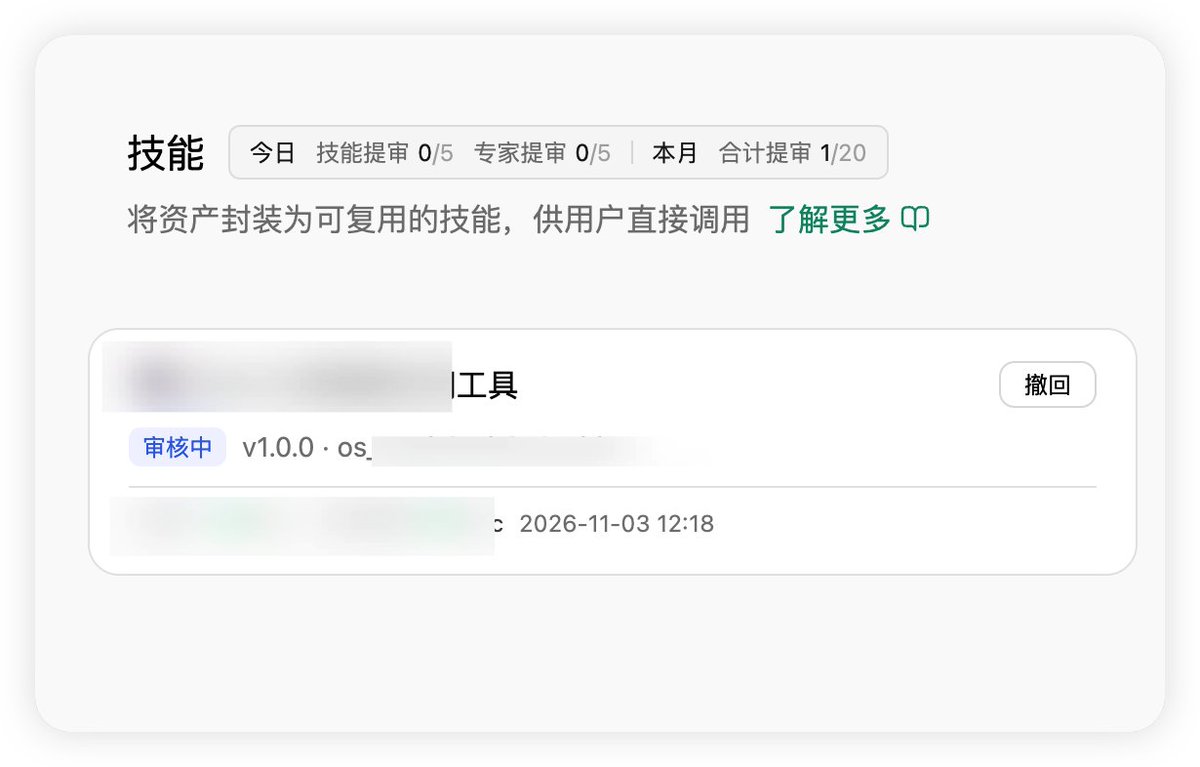 技能 今日 技能提审 0/5 专家提审 0/5 | 本月 合计提审 1/20
将资产封装为可复用的技能，供用户直接调用 了解更多
工具
撤回
审核中 v1.0.0 · os_
c 2026-11-03 12:18